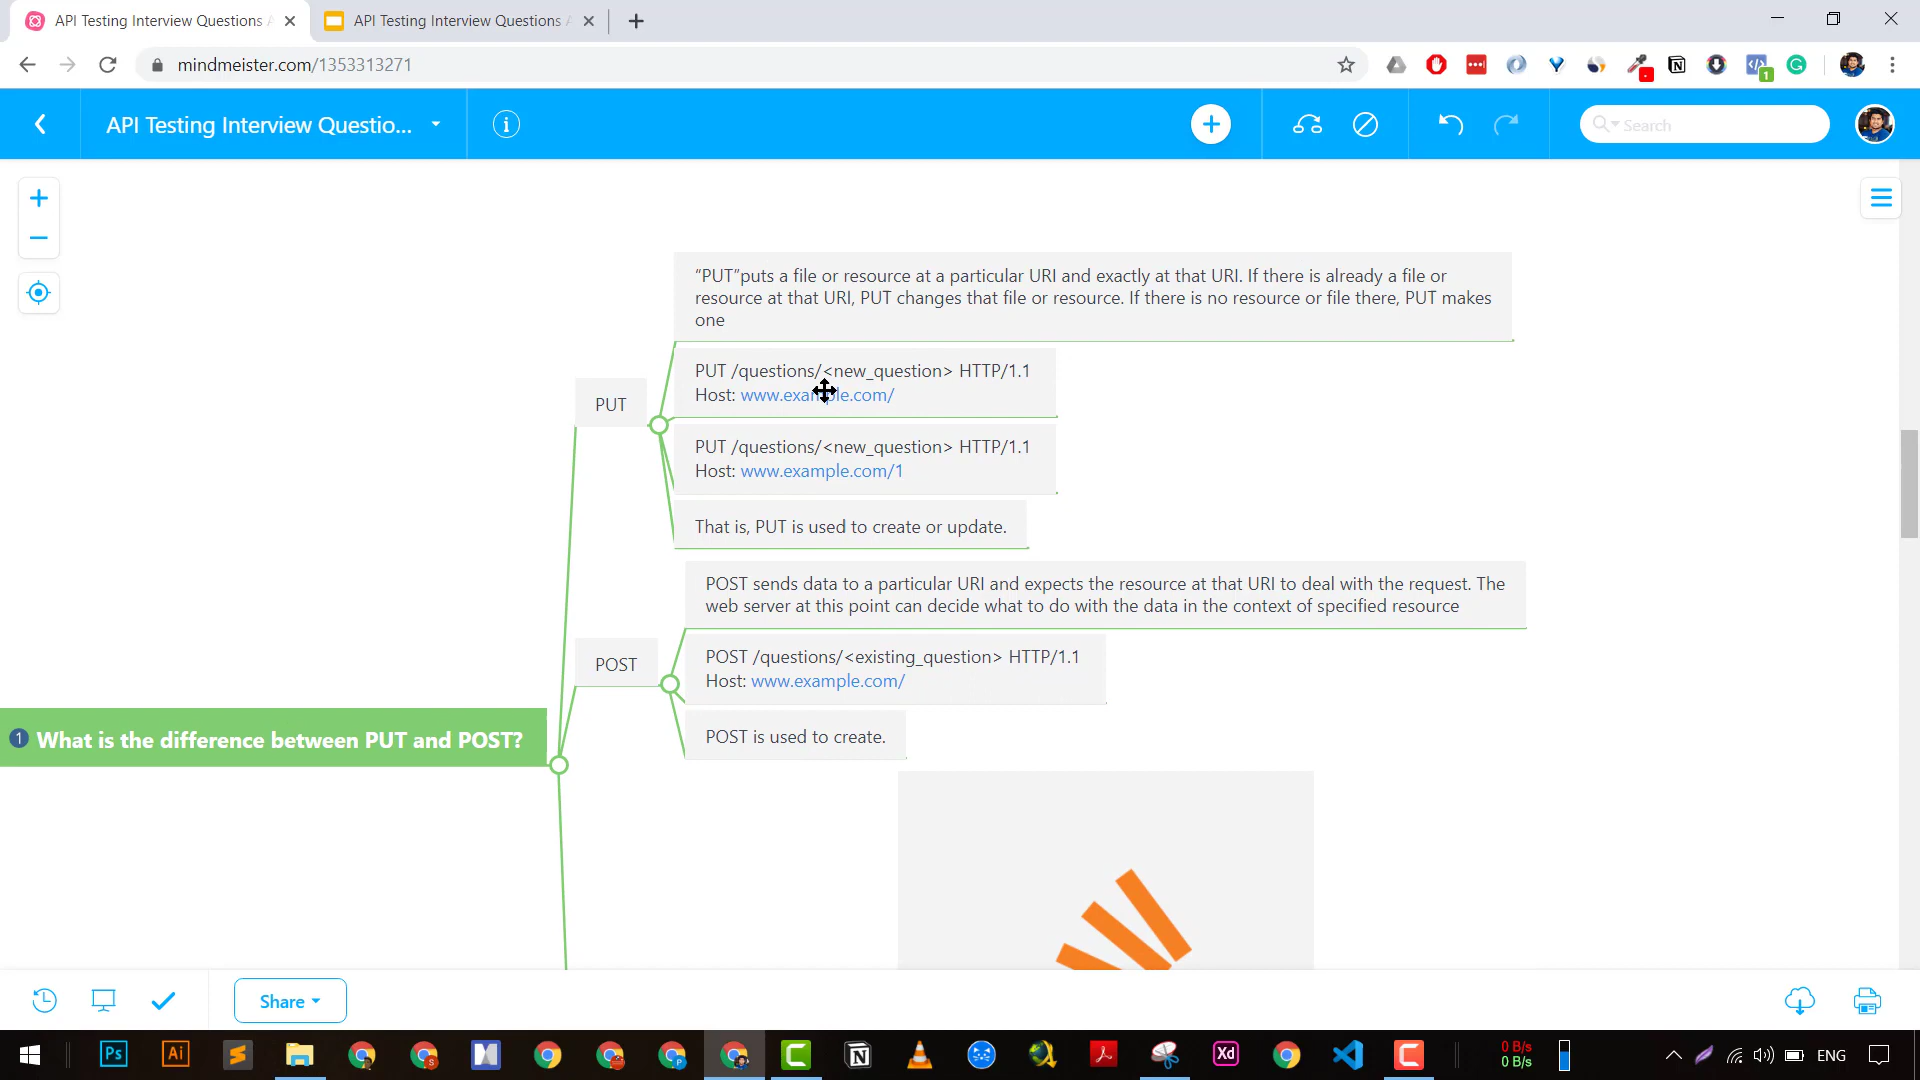 API Testing Interview Questions A
API Testing Interview Questions A
mindmeister.com/1353313271
1
API Testing Interview Questio...
Search
“PUT”puts a file or resource at a particular URI and exactly at that URI. If there is already a file or
resource at that URI, PUT changes that file or resource. If there is no resource or file there, PUT makes
one
PUT /questions/<new_question> HTTP/1.1
Host: www.example.com/
PUT
PUT /questions/<new_question> HTTP/1.1
Host: www.example.com/1
That is, PUT is used to create or update.
POST sends data to a particular URI and expects the resource at that URI to deal with the request. The
web server at this point can decide what to do with the data in the context of specified resource
POST
POST /questions/<existing_question> HTTP/1.1
Host: www.example.com/
POST is used to create.
1 What is the difference between PUT and POST?
Share
Ps
Ai
Xd
0 B/s
0 B/s
ENG